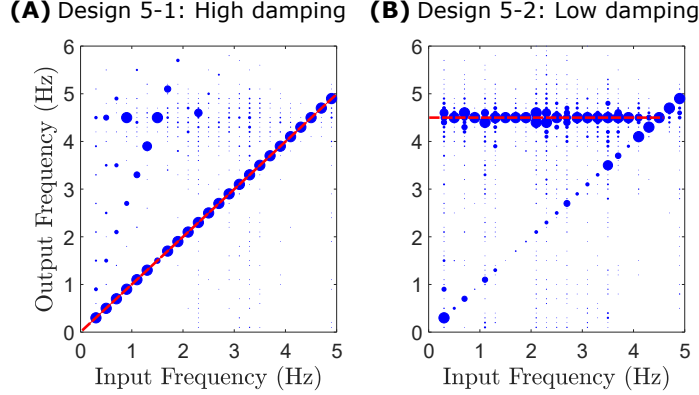 (A) Design 5-1: High damping
(B) Design 5-2: Low damping
Output Frequency (Hz)
6
5
4
3
2
1
0
0 1 2 3 4 5
Input Frequency (Hz)
6
5
4
3
2
1
0
0 1 2 3 4 5
Input Frequency (Hz)